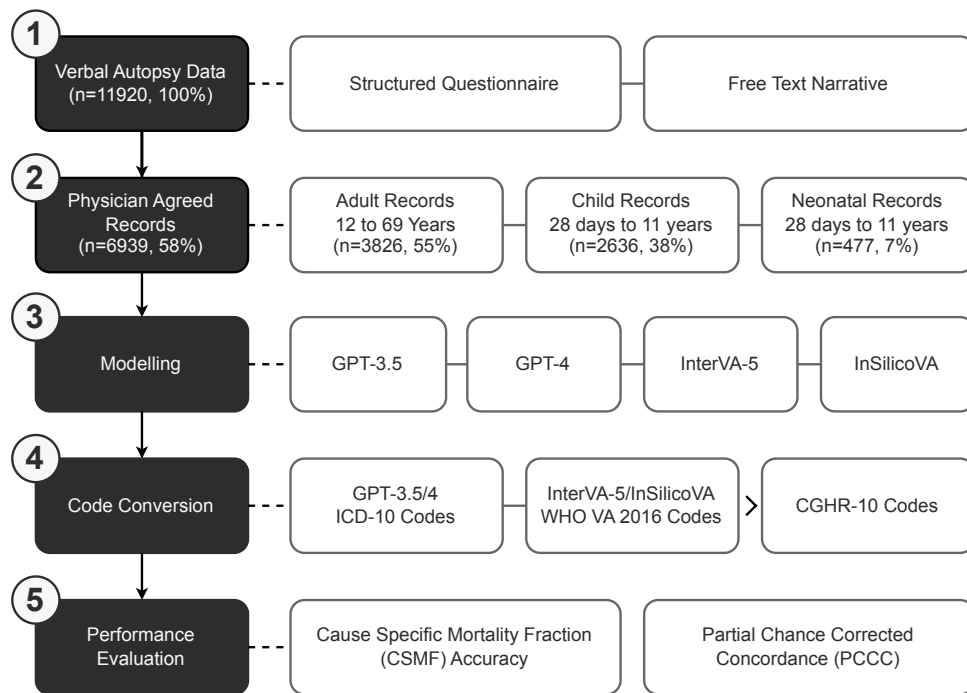 1
Verbal Autopsy Data
(n=11920, 100%)
Structured Questionnaire
Free Text Narrative
2
Physician Agreed
Records
(n=6939, 58%)
Adult Records
12 to 69 Years
(n=3826, 55%)
Child Records
28 days to 11 years
(n=2636, 38%)
Neonatal Records
28 days to 11 years
(n=477, 7%)
3
Modelling
GPT-3.5
GPT-4
InterVA-5
InSilicoVA
4
Code Conversion
GPT-3.5/4
ICD-10 Codes
InterVA-5/InSilicoVA
WHO VA 2016 Codes
CGHR-10 Codes
5
Performance
Evaluation
Cause Specific Mortality Fraction
(CSMF) Accuracy
Partial Chance Corrected
Concordance (PCCC)